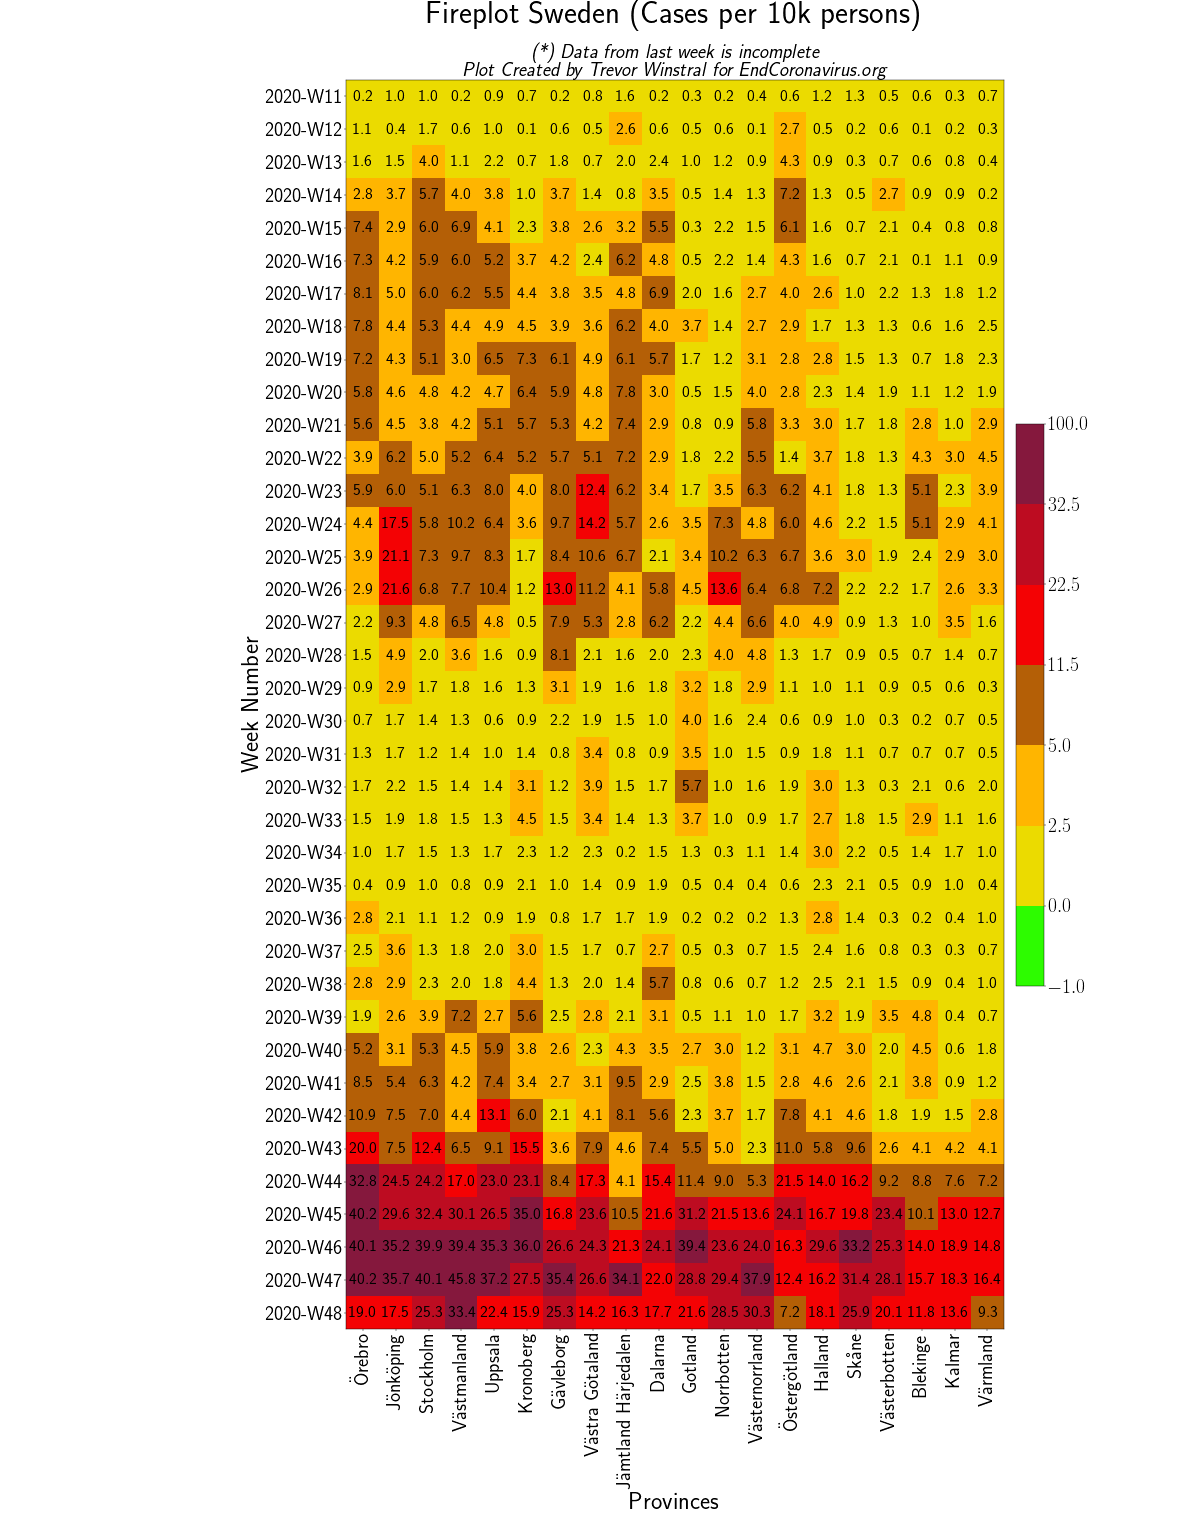 Fireplot Sweden (Cases per 10k persons)
(*) Data from last week is incomplete
Plot Created by Trevor Winstral for EndCoronavirus.org
2020-W11 0.2 1.0 1.0 0.2 0.9 0.7 0.2 0.8 1.6 0.2 0.3 0.2 0.4 0.6 1.2 1.3 0.5 0.6 0.3 0.7
2020-W12 1.1 0.4 1.7 0.6 1.0 0.1 0.6 0.5 2.6 0.6 0.5 0.6 0.1 2.7 0.5 0.2 0.6 0.1 0.2 0.3
2020-W13 1.6 1.5 4.0 1.1 2.2 0.7 1.8 0.7 2.0 2.4 1.0 1.2 0.9 4.3 0.9 0.3 0.7 0.6 0.8 0.4
2020-W14 2.8 3.7 5.7 4.0 3.8 1.0 3.7 1.4 0.8 3.5 0.5 1.4 1.3 7.2 1.3 0.5 2.7 0.9 0.9 0.2
2020-W15 7.4 2.9 6.0 6.9 4.1 2.3 3.8 2.6 3.2 5.5 0.3 2.2 1.5 6.1 1.6 0.7 2.1 0.4 0.8 0.8
2020-W16 7.3 4.2 5.9 6.0 5.2 3.7 4.2 2.4 6.2 4.8 0.5 2.2 1.4 4.3 1.6 0.7 2.1 0.1 1.1 0.9
2020-W17 8.1 5.0 6.0 6.2 5.5 4.4 3.8 3.5 4.8 6.9 2.0 1.6 2.7 4.0 2.6 1.0 2.2 1.3 1.8 1.2
2020-W18 7.8 4.4 5.3 4.4 4.9 4.5 3.9 3.6 6.2 4.0 3.7 1.4 2.7 2.9 1.7 1.3 1.3 0.6 1.6 2.5
2020-W19 7.2 4.3 5.1 3.0 6.5 7.3 6.1 4.9 6.1 5.7 1.7 1.2 3.1 2.8 2.8 1.5 1.3 0.7 1.8 2.3
2020-W20 5.8 4.6 4.8 4.2 4.7 6.4 5.9 4.8 7.8 3.0 0.5 1.5 4.0 2.8 2.3 1.4 1.9 1.1 1.2 1.9
2020-W21 5.6 4.5 3.8 4.2 5.1 5.7 5.3 4.2 7.4 2.9 0.8 0.9 5.8 3.3 3.0 1.7 1.8 2.8 1.0 2.9
2020-W22 3.9 6.2 5.0 5.2 6.4 5.2 5.7 5.1 7.2 2.9 1.8 2.2 5.5 1.4 3.7 1.8 1.3 4.3 3.0 4.5
2020-W23 5.9 6.0 5.1 6.3 8.0 4.0 8.0 12.4 6.2 3.4 1.7 3.5 6.3 6.2 4.1 1.8 1.3 5.1 2.3 3.9
2020-W24 4.4 17.5 5.8 10.2 6.4 3.6 9.7 14.2 5.7 2.6 3.5 7.3 4.8 6.0 4.6 2.2 1.5 5.1 2.9 4.1
2020-W25 3.9 21.1 7.3 9.7 8.3 1.7 8.4 10.6 6.7 2.1 3.4 10.2 6.3 6.7 3.6 3.0 1.9 2.4 2.9 3.0
2020-W26 2.9 21.6 6.8 7.7 10.4 1.2 13.0 11.2 4.1 5.8 4.5 13.6 6.4 6.8 7.2 2.2 2.2 1.7 2.6 3.3
2020-W27 2.2 9.3 4.8 6.5 4.8 0.5 7.9 5.3 2.8 6.2 2.2 4.4 6.6 4.0 4.9 0.9 1.3 1.0 3.5 1.6
2020-W28 1.5 4.9 2.0 3.6 1.6 0.9 8.1 2.1 1.6 2.0 2.3 4.0 4.8 1.3 1.7 0.9 0.5 0.7 1.4 0.7
2020-W29 0.9 2.9 1.7 1.8 1.6 1.3 3.1 1.9 1.6 1.8 3.2 1.8 2.9 1.1 1.0 1.1 0.9 0.5 0.6 0.3
2020-W30 0.7 1.7 1.4 1.3 0.6 0.9 2.2 1.9 1.5 1.0 4.0 1.6 2.4 0.6 0.9 1.0 0.3 0.2 0.7 0.5
2020-W31 1.3 1.7 1.2 1.4 1.0 1.4 0.8 3.4 0.8 0.9 3.5 1.0 1.5 0.9 1.8 1.1 0.7 0.7 0.7 0.5
2020-W32 1.7 2.2 1.5 1.4 1.4 3.1 1.2 3.9 1.5 1.7 5.7 1.0 1.6 1.9 3.0 1.3 0.3 2.1 0.6 2.0
2020-W33 1.5 1.9 1.8 1.5 1.3 4.5 1.5 3.4 1.4 1.3 3.7 1.0 0.9 1.7 2.7 1.8 1.5 2.9 1.1 1.6
2020-W34 1.0 1.7 1.5 1.3 1.7 2.3 1.2 2.3 0.2 1.5 1.3 0.3 1.1 1.4 3.0 2.2 0.5 1.4 1.7 1.0
2020-W35 0.4 0.9 1.0 0.8 0.9 2.1 1.0 1.4 0.9 1.9 0.5 0.4 0.4 0.6 2.3 2.1 0.5 0.9 1.0 0.4
2020-W36 2.8 2.1 1.1 1.2 0.9 1.9 0.8 1.7 1.7 1.9 0.2 0.2 0.2 1.3 2.8 1.4 0.3 0.2 0.4 1.0
2020-W37 2.5 3.6 1.3 1.8 2.0 3.0 1.5 1.7 0.7 2.7 0.5 0.3 0.7 1.5 2.4 1.6 0.8 0.3 0.3 0.7
2020-W38 2.8 2.9 2.3 2.0 1.8 4.4 1.3 2.0 1.4 5.7 0.8 0.6 0.7 1.2 2.5 2.1 1.5 0.9 0.4 1.0
2020-W39 1.9 2.6 3.9 7.2 2.7 5.6 2.5 2.8 2.1 3.1 0.5 1.1 1.0 1.7 3.2 1.9 3.5 4.8 0.4 0.7
2020-W40 5.2 3.1 5.3 4.5 5.9 3.8 2.6 2.3 4.3 3.5 2.7 3.0 1.2 3.1 4.7 3.0 2.0 4.5 0.6 1.8
2020-W41 8.5 5.4 6.3 4.2 7.4 3.4 2.7 3.1 9.5 2.9 2.5 3.8 1.5 2.8 4.6 2.6 2.1 3.8 0.9 1.2
2020-W42 10.9 7.5 7.0 4.4 13.1 6.0 2.1 4.1 8.1 5.6 2.3 3.7 1.7 7.8 4.1 4.6 1.8 1.9 1.5 2.8
2020-W43 20.0 7.5 12.4 6.5 9.1 15.5 3.6 7.9 4.6 7.4 5.5 5.0 2.3 11.0 5.8 9.6 2.6 4.1 4.2 4.1
2020-W44 32.8 24.5 24.2 17.0 23.0 23.1 8.4 17.3 4.1 15.4 11.4 9.0 5.3 21.5 14.0 16.2 9.2 8.8 7.6 7.2
2020-W45 40.2 29.6 32.4 30.1 26.5 35.0 16.8 23.6 10.5 21.6 31.2 21.5 13.6 24.1 16.7 19.8 23.4 10.1 13.0 12.7
2020-W46 40.1 35.2 39.9 39.4 35.3 36.0 26.6 24.3 21.3 24.1 39.4 23.6 24.0 16.3 29.6 33.2 25.3 14.0 18.9 14.8
2020-W47 40.2 35.7 40.1 45.8 37.2 27.5 35.4 26.6 34.1 22.0 28.8 29.4 37.9 12.4 16.2 31.4 28.1 15.7 18.3 16.4
2020-W48 19.0 17.5 25.3 33.4 22.4 15.9 25.3 14.2 16.3 17.7 21.6 28.5 30.3 7.2 18.1 25.9 20.1 11.8 13.6 9.3
Week Number
Örebro
Jönköping
Stockholm
Västmanland
Uppsala
Kronoberg
Gävleborg
Västra Götaland
Jämtland Härjedalen
Dalarna
Gotland
Norrbotten
Västernorrland
Östergötland
Halland
Skåne
Västerbotten
Blekinge
Kalmar
Värmland
Provinces
100.0
32.5
22.5
11.5
5.0
2.5
0.0
−1.0